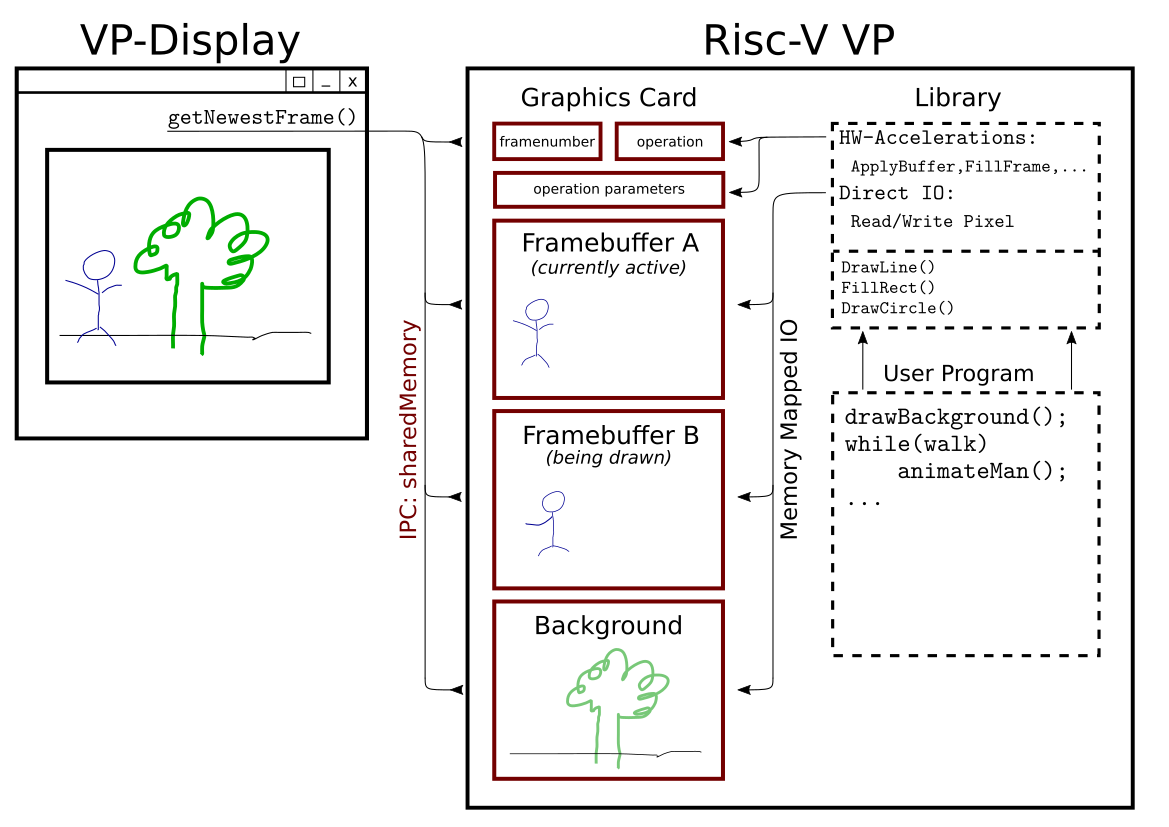 VP-Display
Risc-V VP
□ _ x
getNewestFrame()
IPC: sharedMemory
Graphics Card
framenumber
operation
operation parameters
Framebuffer A
(currently active)
Framebuffer B
(being drawn)
Background
Memory Mapped IO
Library
HW-Accelerations:
ApplyBuffer,FillFrame,...
Direct IO:
Read/Write Pixel
DrawLine()
FillRect()
DrawCircle()
User Program
drawBackground();
while(walk)
animateMan();
...